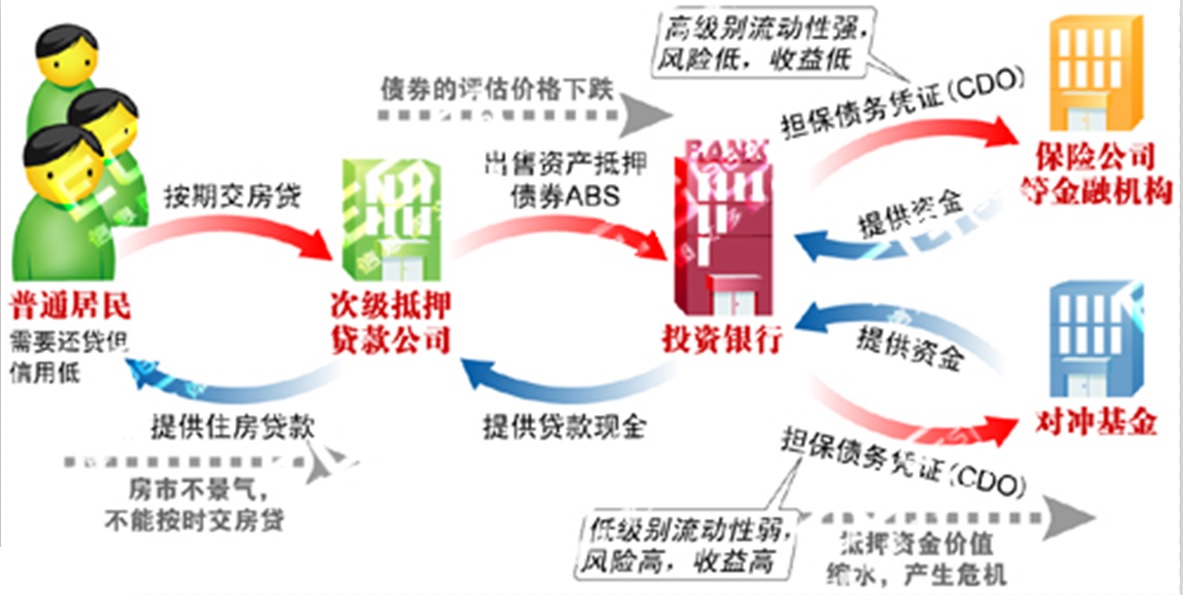 高级别流动性强，
风险低，收益低
债券的评估价格下跌
担保债务凭证(CDO)
BANK
出售资产抵押
债券ABS
按期交房贷
保险公司
等金融机构
提供资金
普通居民
需要还贷但
信用低
次级抵押
贷款公司
投资银行
提供资金
提供住房贷款
提供贷款现金
对冲基金
担保债务凭证(CDO)
房市不景气，
不能按时交房贷
低级别流动性弱，
风险高，收益高
抵押资金价值
缩水，产生危机